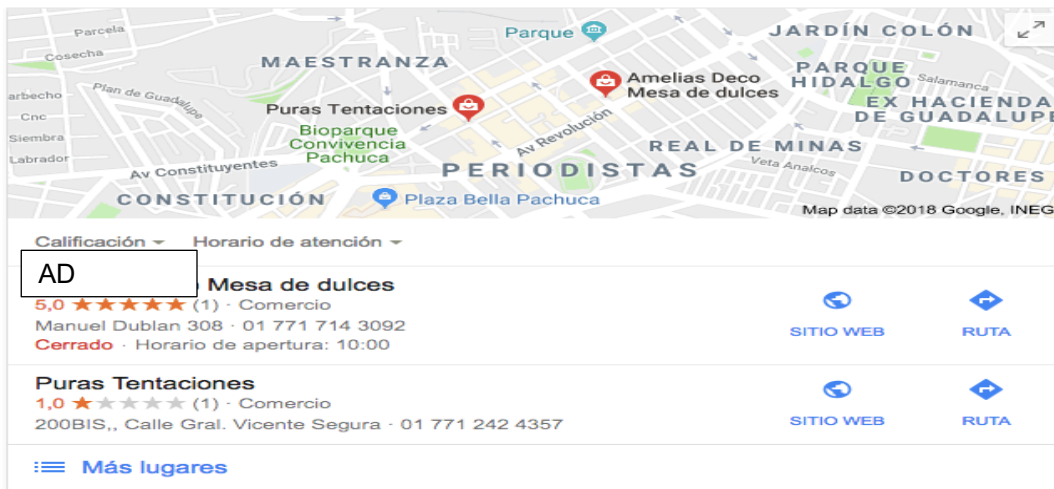 Parcela
Parque
JARDÍN COLÓN
Cosecha
MAESTRANZA
PARQUE
HIDALGO
Salamanca
arbecho
Plan de Guadalupe
Amelias Deco
Mesa de dulces
Puras Tentaciones
EX HACIENDA
DE GUADALUPE
Cnc
Siembra
Bioparque
Convivencia
Pachuca
Av Revolución
REAL DE MINAS
Labrador
Av Constituyentes
PERIODISTAS
Veta Analcos
DOCTORES
CONSTITUCIÓN
Plaza Bella Pachuca
Map data ©2018 Google, INEG
Calificación
Horario de atención
AD
Mesa de dulces
5,0 ★★★★★ (1) · Comercio
Manuel Dublan 308 · 01 771 714 3092
Cerrado · Horario de apertura: 10:00
SITIO WEB
RUTA
Puras Tentaciones
1,0 ★★★★★ (1) · Comercio
200BIS,, Calle Gral. Vicente Segura · 01 771 242 4357
SITIO WEB
RUTA
Más lugares